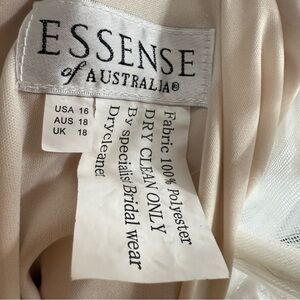 ESSENSE
of AUSTRALIA®
USA 16
AUS 18
UK 18
Fabric 100% Polyester
DRY CLEAN ONLY
By specialist Bridal wear
Drycleaner